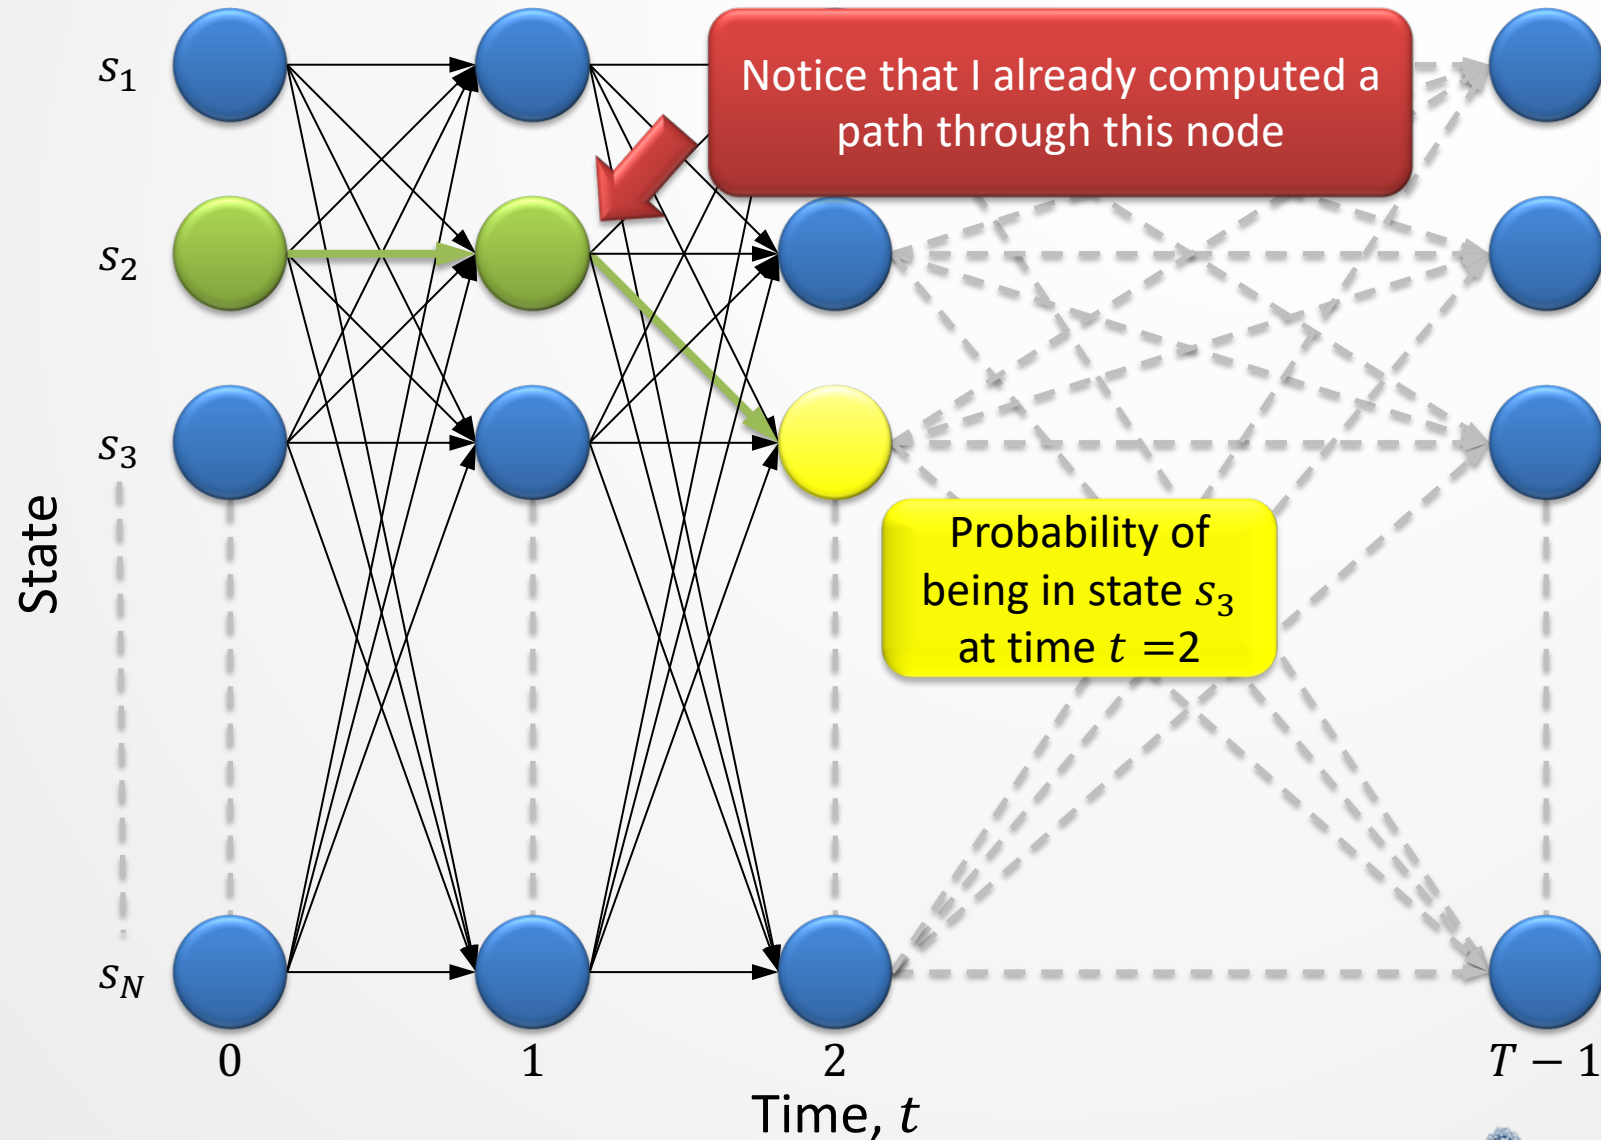 Notice that I already computed a
path through this node
s₁
s₂
s₃
Probability of
being in state s₃
at time t =2
State
s_N
0 1 2 T − 1
Time, t